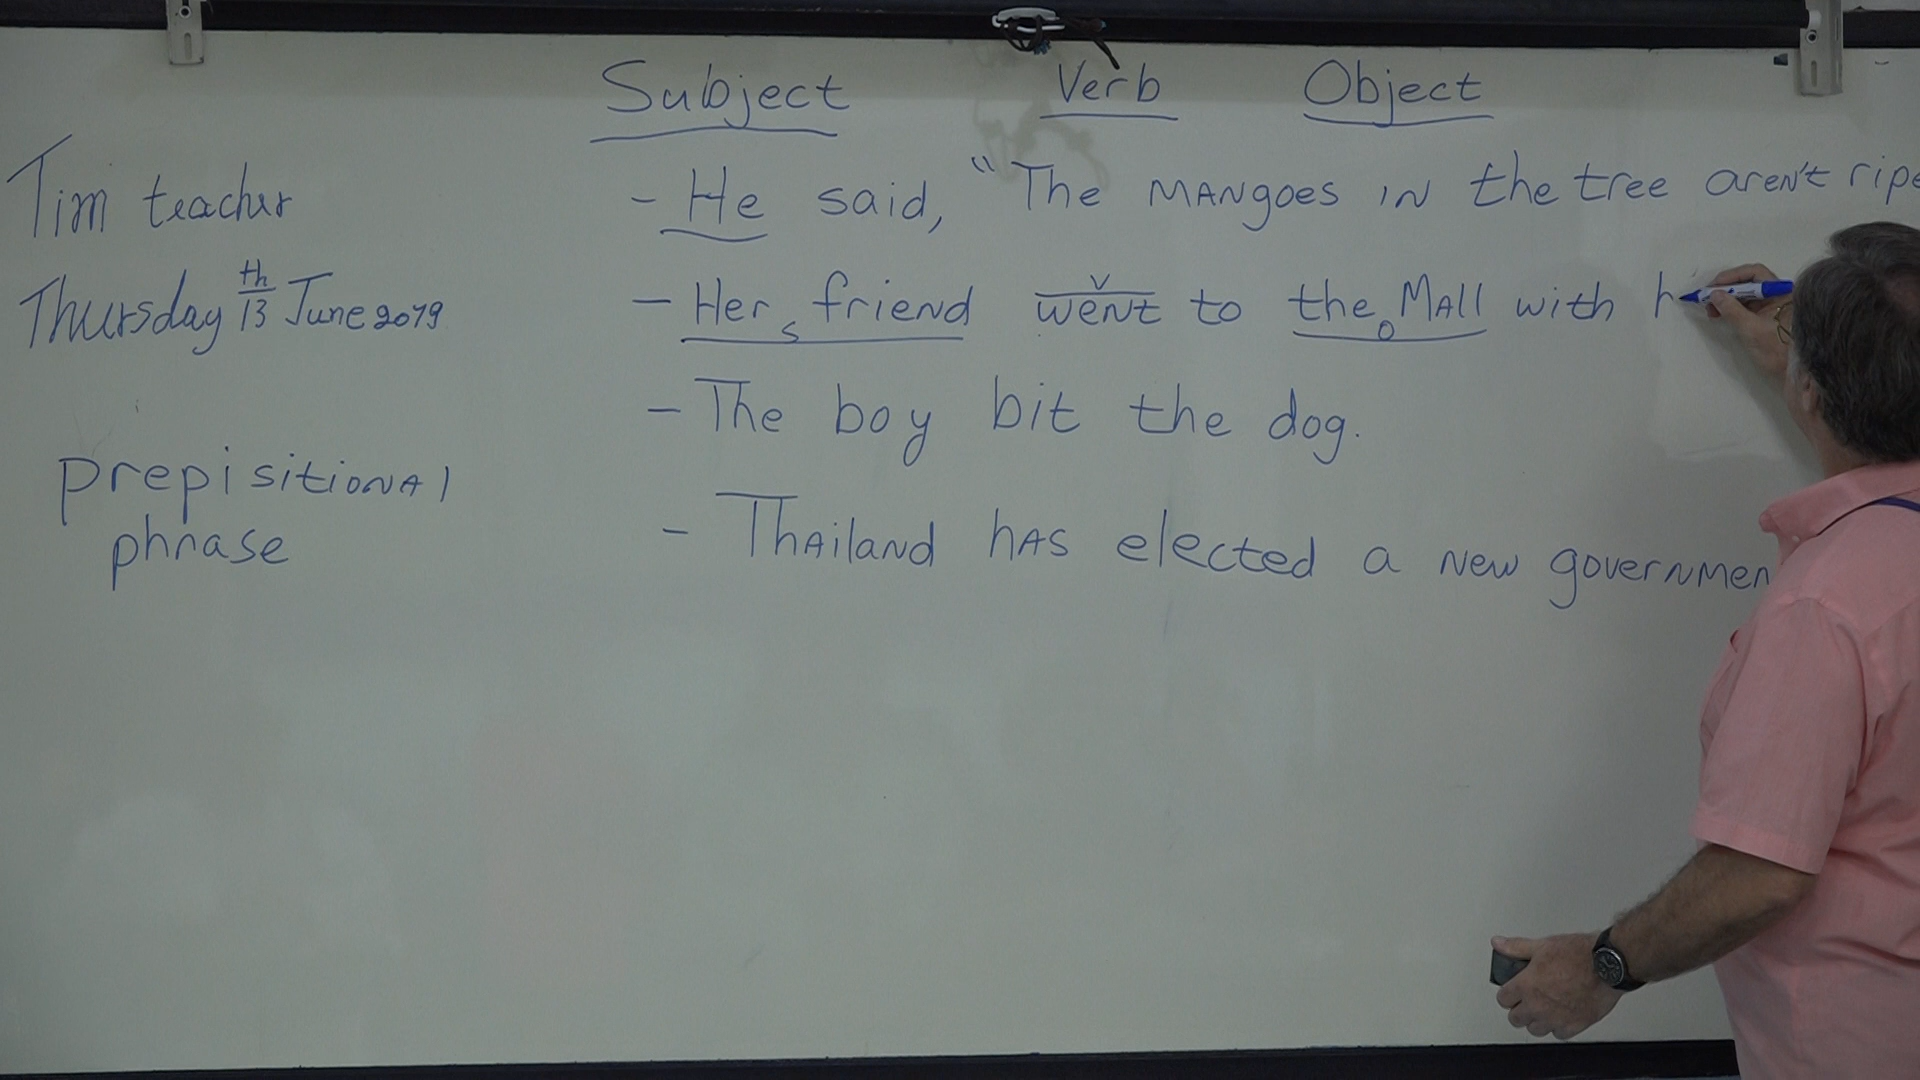 Subject Verb Object
Tim teacher
Thursday 13th June 2019
prepisitional
phrase
- He said, "The MANgoes IN the tree aren't ripe
- Her friend went to the MAll with h
s v o
- The boy bit the dog.
- ThAilaND hAS elected a New goverNMen